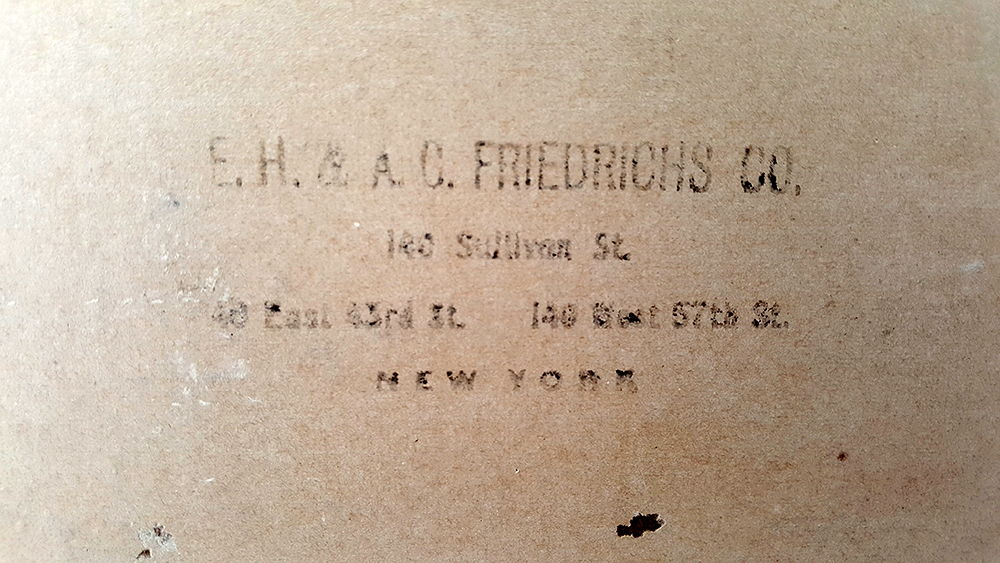 E. H. & A. C. FRIEDRICHS CO.
140 Sullivan St.
40 East 43rd St. 140 West 57th St.
NEW YORK